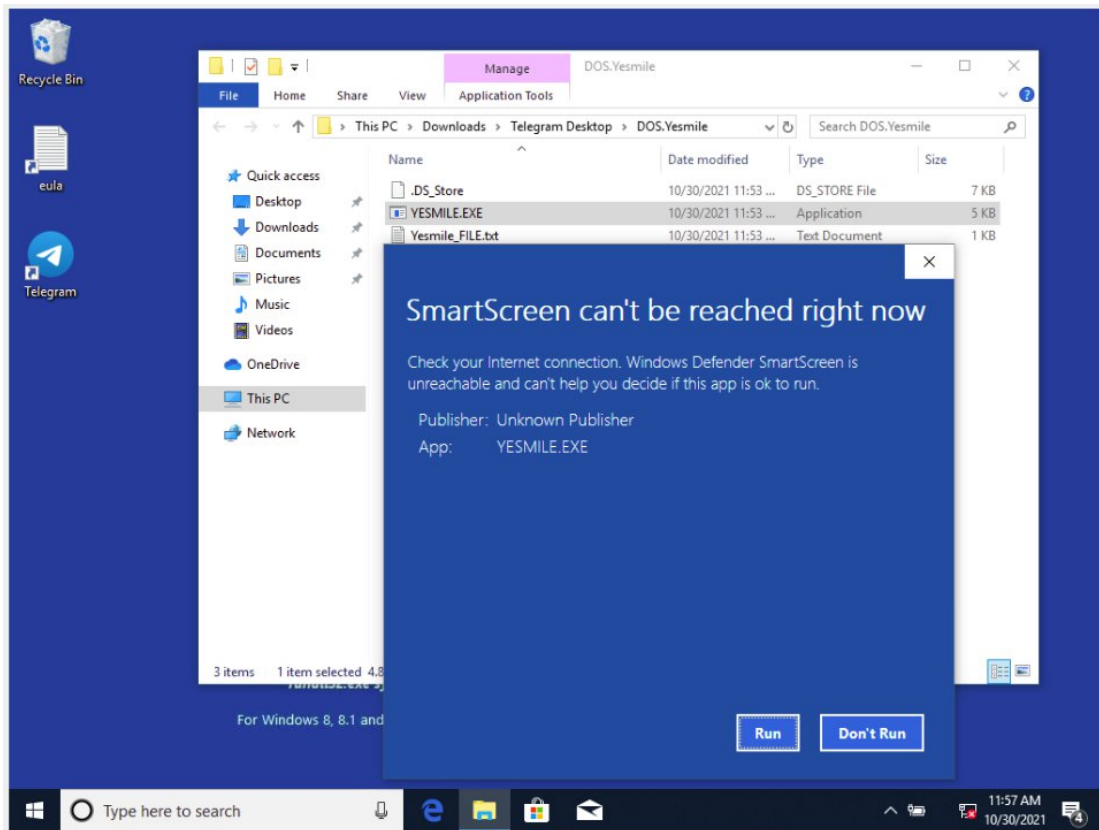 Recycle Bin
eula
Telegram
Manage
DOS.Yesmile
File Home Share View Application Tools
This PC > Downloads > Telegram Desktop > DOS.Yesmile
Search DOS.Yesmile
Name Date modified Type Size
Quick access
Desktop
Downloads
Documents
Pictures
Music
Videos
OneDrive
This PC
Network
.DS_Store 10/30/2021 11:53 ... DS_STORE File 7 KB
YESMILE.EXE 10/30/2021 11:53 ... Application 5 KB
Yesmile_FILE.txt 10/30/2021 11:53 ... Text Document 1 KB
SmartScreen can't be reached right now
Check your Internet connection. Windows Defender SmartScreen is
unreachable and can't help you decide if this app is ok to run.
Publisher: Unknown Publisher
App: YESMILE.EXE
Run
Don't Run
3 items 1 item selected 4.8
For Windows 8, 8.1 and
Type here to search
11:57 AM
10/30/2021
4